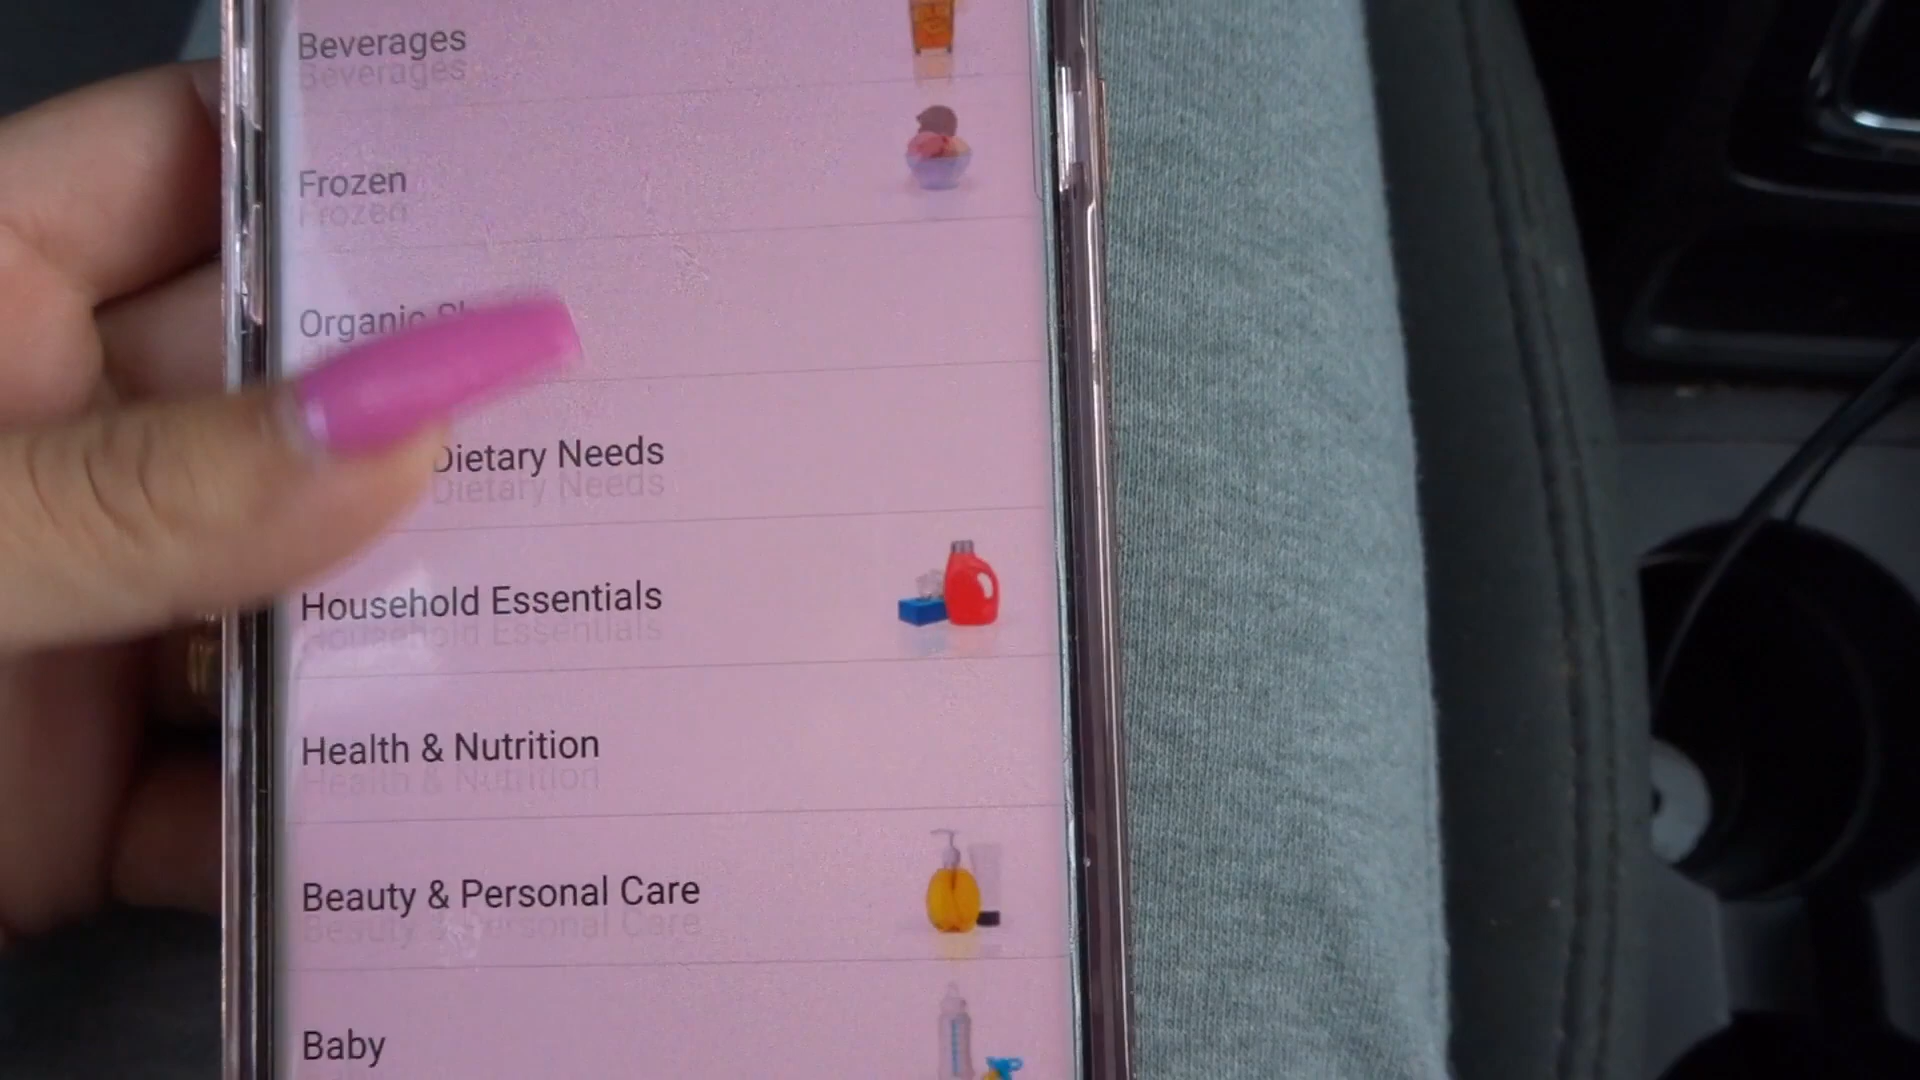 Beverages
Frozen
Organic
Dietary Needs
Household Essentials
Health & Nutrition
Beauty & Personal Care
Baby